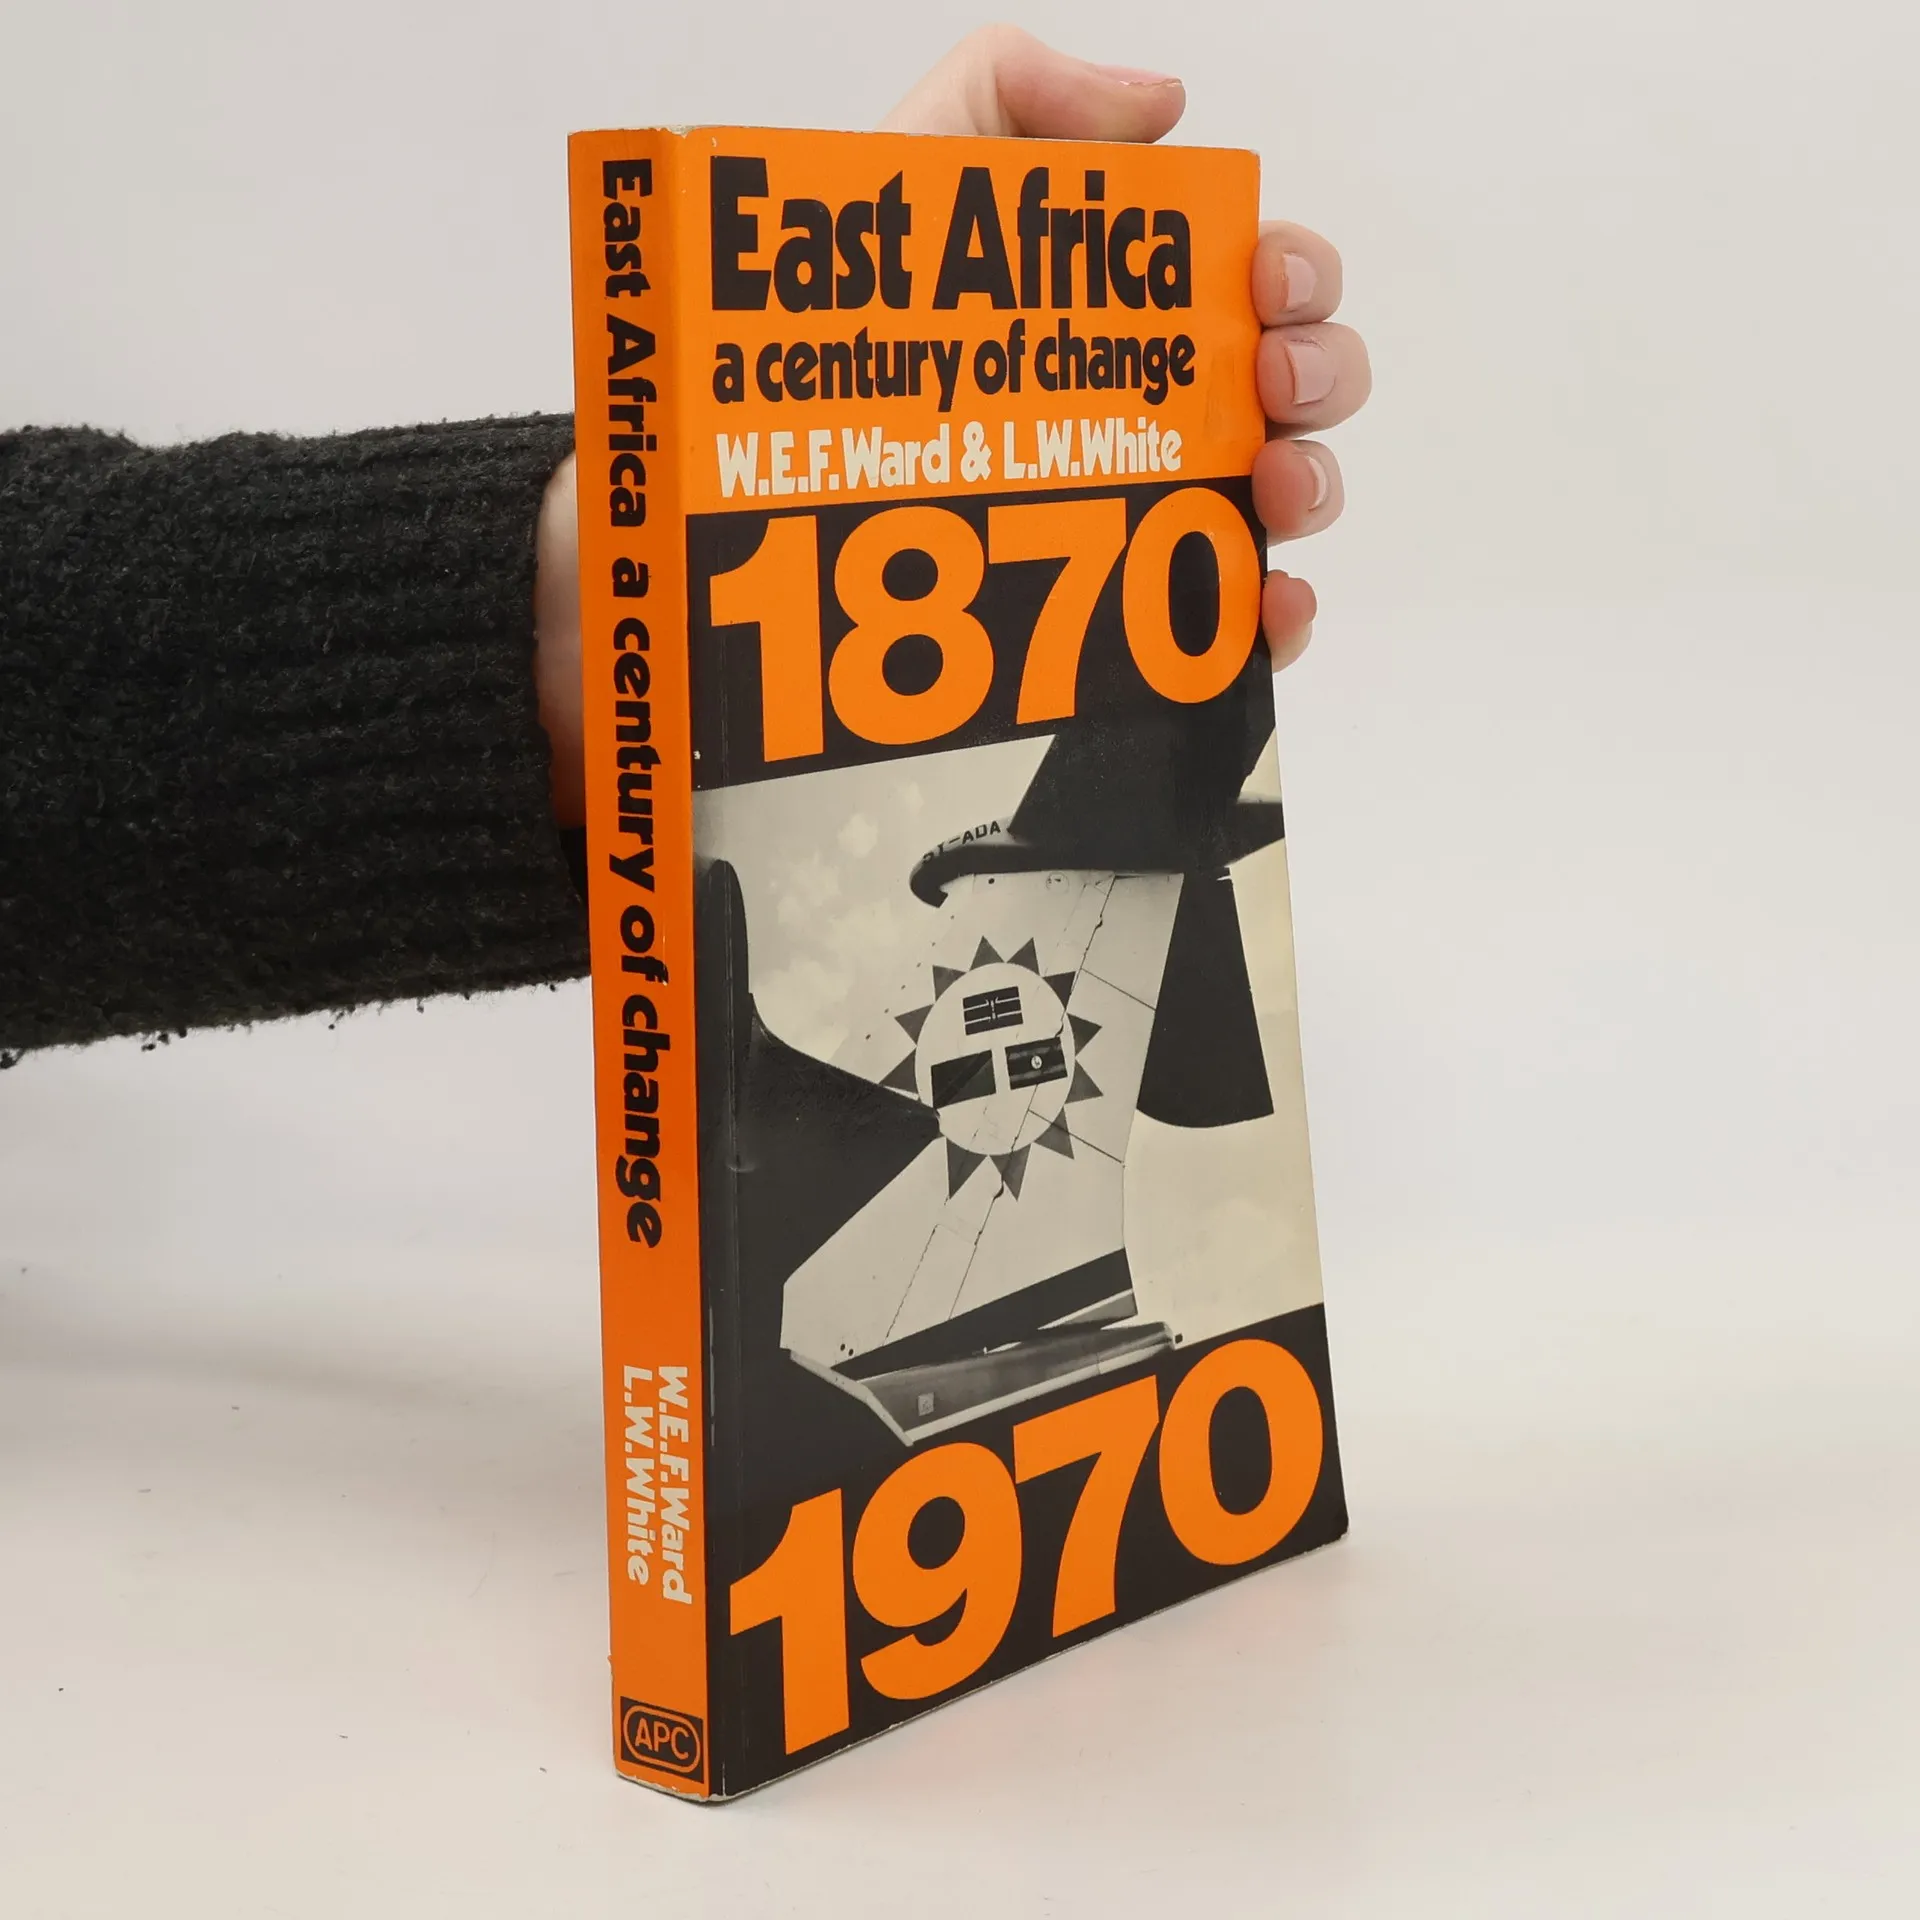 East Africa
a century of change
W.E.F.Ward & L.W.White
1870
1970
East Africa a century of change
W.E.F.Ward
L.W.White
APC